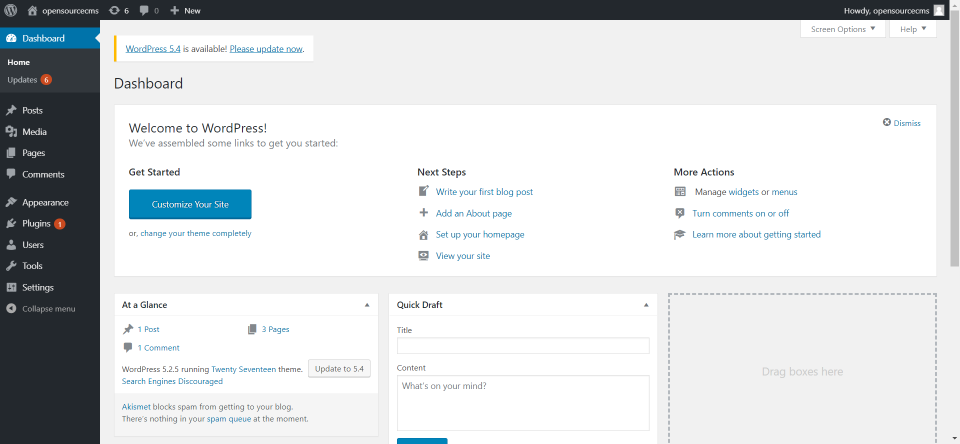 opensourcecms 6 0 New Howdy, opensourcecms
Screen Options Help
Dashboard
Home
Updates 6
Posts
Media
Pages
Comments
Appearance
Plugins 1
Users
Tools
Settings
Collapse menu
WordPress 5.4 is available! Please update now.
Dashboard
Welcome to WordPress!
Dismiss
We've assembled some links to get you started:
Get Started
Customize Your Site
or, change your theme completely
Next Steps
Write your first blog post
Add an About page
Set up your homepage
View your site
More Actions
Manage widgets or menus
Turn comments on or off
Learn more about getting started
At a Glance
1 Post 3 Pages
1 Comment
WordPress 5.2.5 running Twenty Seventeen theme.
Update to 5.4
Search Engines Discouraged
Akismet blocks spam from getting to your blog.
There's nothing in your spam queue at the moment.
Quick Draft
Title
Content
What's on your mind?
Drag boxes here